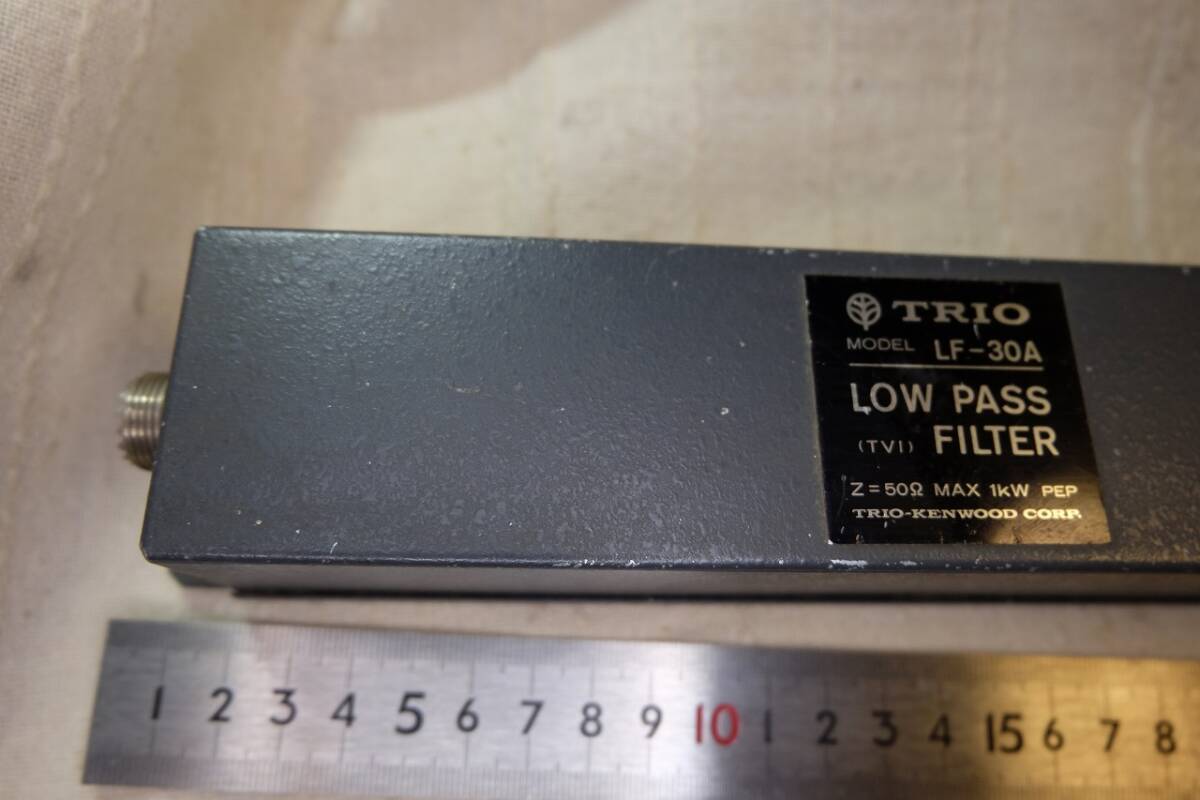 TRIO
MODEL LF-30A
LOW PASS
(TVI) FILTER
Z=50Ω MAX 1kW PEP
TRIO-KENWOOD CORP.
1 2 3 4 5 6 7 8 9 10 1 2 3 4 15 6 7 8